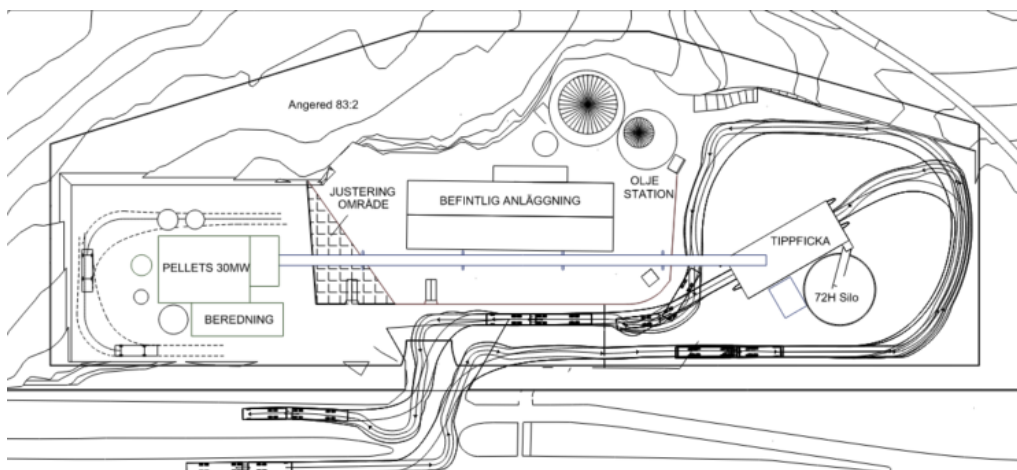 Angered 83:2
JUSTERING
OMRÅDE
BEFINTLIG ANLÄGGNING
OLJE
STATION
TIPPFICKA
PELLETS 30MW
72H Silo
BEREDNING